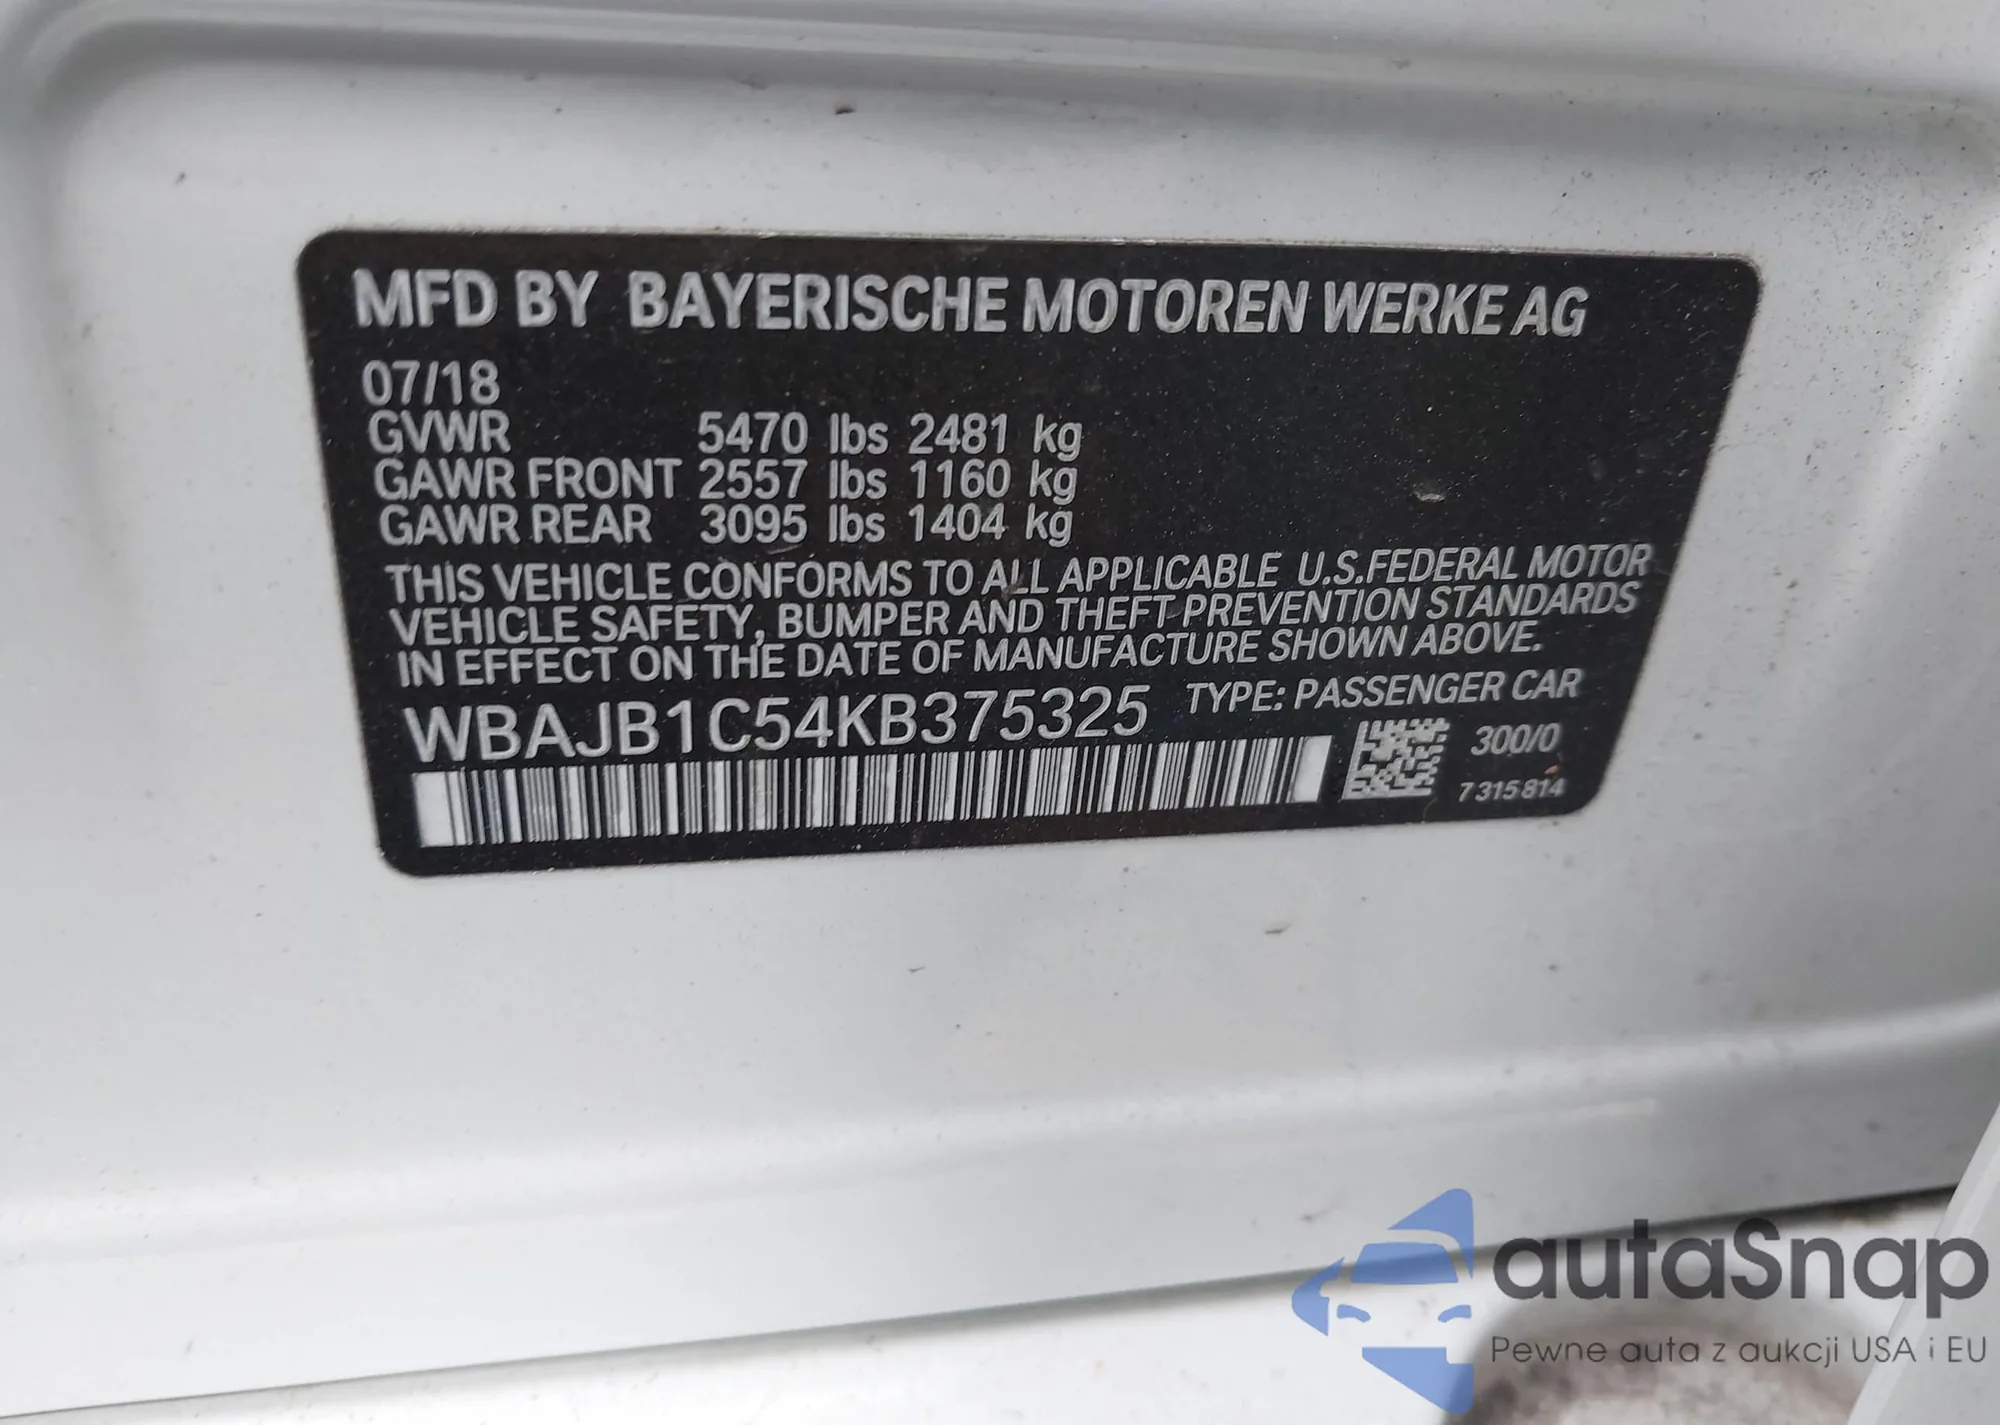 MFD BY BAYERISCHE MOTOREN WERKE AG
07/18
GVWR 5470 lbs 2481 kg
GAWR FRONT 2557 lbs 1160 kg
GAWR REAR 3095 lbs 1404 kg
THIS VEHICLE CONFORMS TO ALL APPLICABLE U.S.FEDERAL MOTOR
VEHICLE SAFETY, BUMPER AND THEFT PREVENTION STANDARDS
IN EFFECT ON THE DATE OF MANUFACTURE SHOWN ABOVE.
WBAJB1C54KB375325 TYPE: PASSENGER CAR
300/0
7315814
autaSnap
Pewne auta z aukcji USA i EU